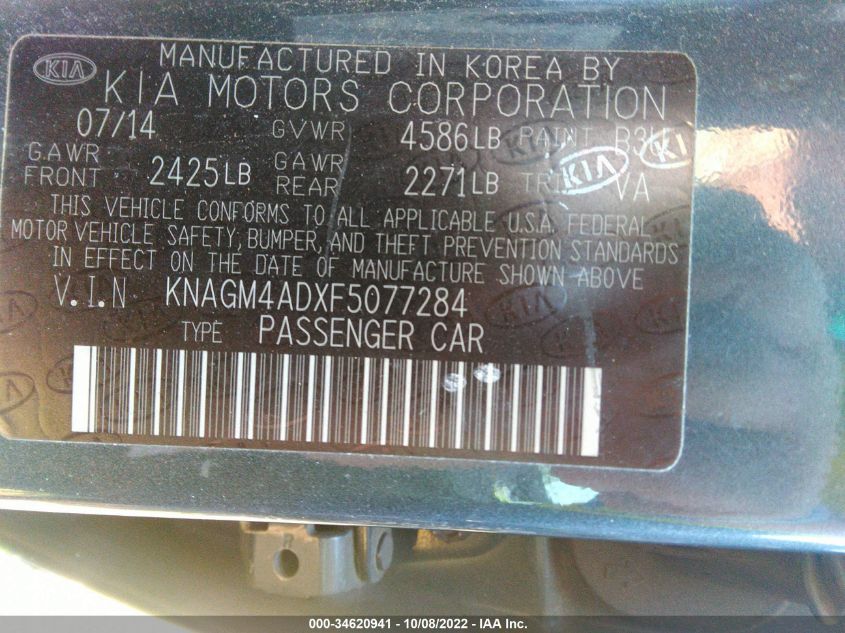 KIA
MANUFACTURED IN KOREA BY
KIA MOTORS CORPORATION
07/14 GVWR 4586LB PAINT
G.AWR FRONT 2425LB GAWR REAR 2271LB VA
KIA
THIS VEHICLE CONFORMS TO ALL APPLICABLE U.S.A. FEDERAL
MOTOR VEHICLE SAFETY, BUMPER, AND THEFT PREVENTION STANDARDS
IN EFFECT ON THE DATE OF MANUFACTURE SHOWN ABOVE
V.I.N KNAGM4ADXF5077284
TYPE PASSENGER CAR
000-34620941 - 10/08/2022 - IAA Inc.